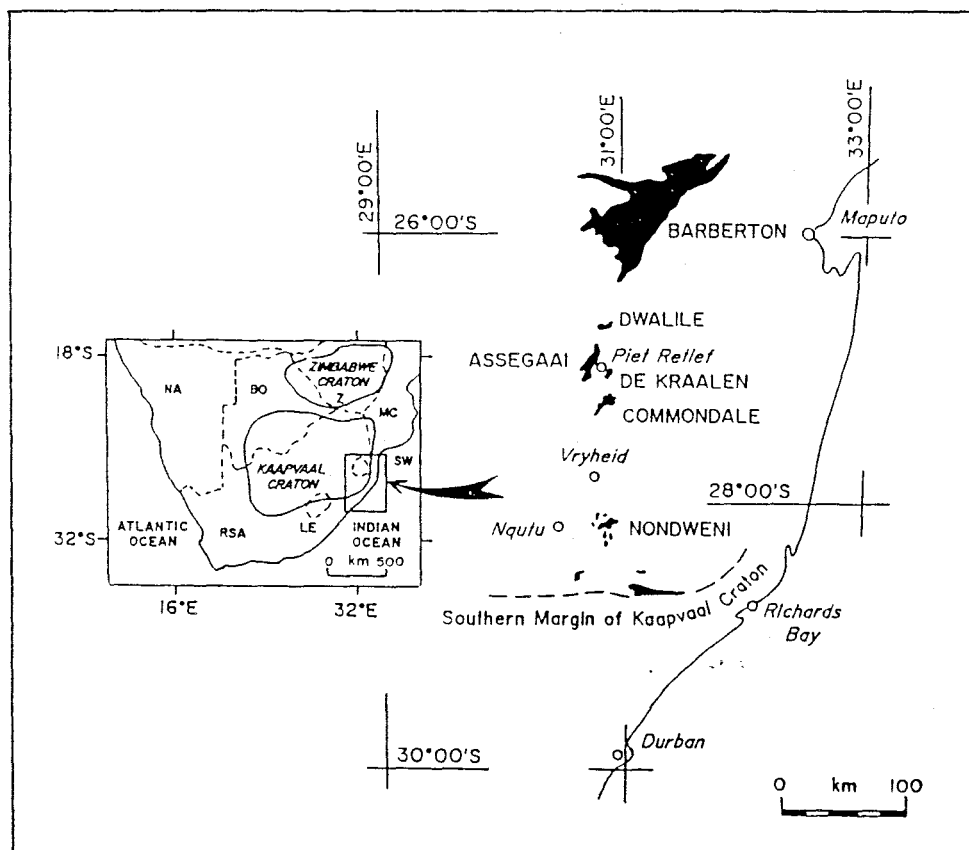 29°00'E
31°00'E
33°00'E
26°00'S
BARBERTON
Maputo
DWALILE
ASSEGAAI
Piet Retief
DE KRAALEN
COMMONDALE
Vryheid
28°00'S
Nqutu
NONDWENI
Southern Margin of Kaapvaal Craton
Richards
Bay
30°00'S
Durban
0 km 100
18°S
NA
BO
ZIMBABWE
CRATON
Z
MC
KAAPVAAL
CRATON
SW
ATLANTIC
OCEAN
RSA
LE
INDIAN
OCEAN
0 km 500
32°S
16°E
32°E